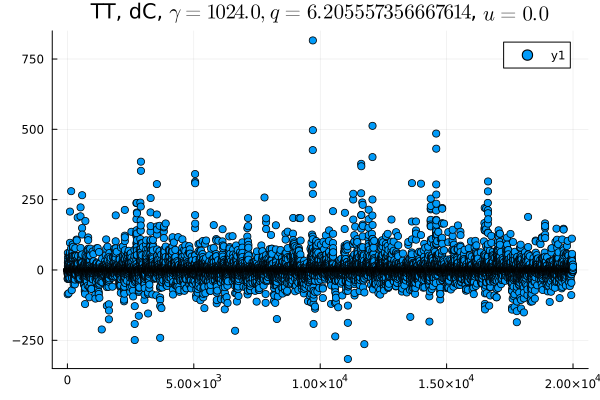 TT, dC, γ = 1024.0, q = 6.205557356667614, u = 0.0
y1
750
500
250
0
−250
0 5.00×10³ 1.00×10⁴ 1.50×10⁴ 2.00×10⁴